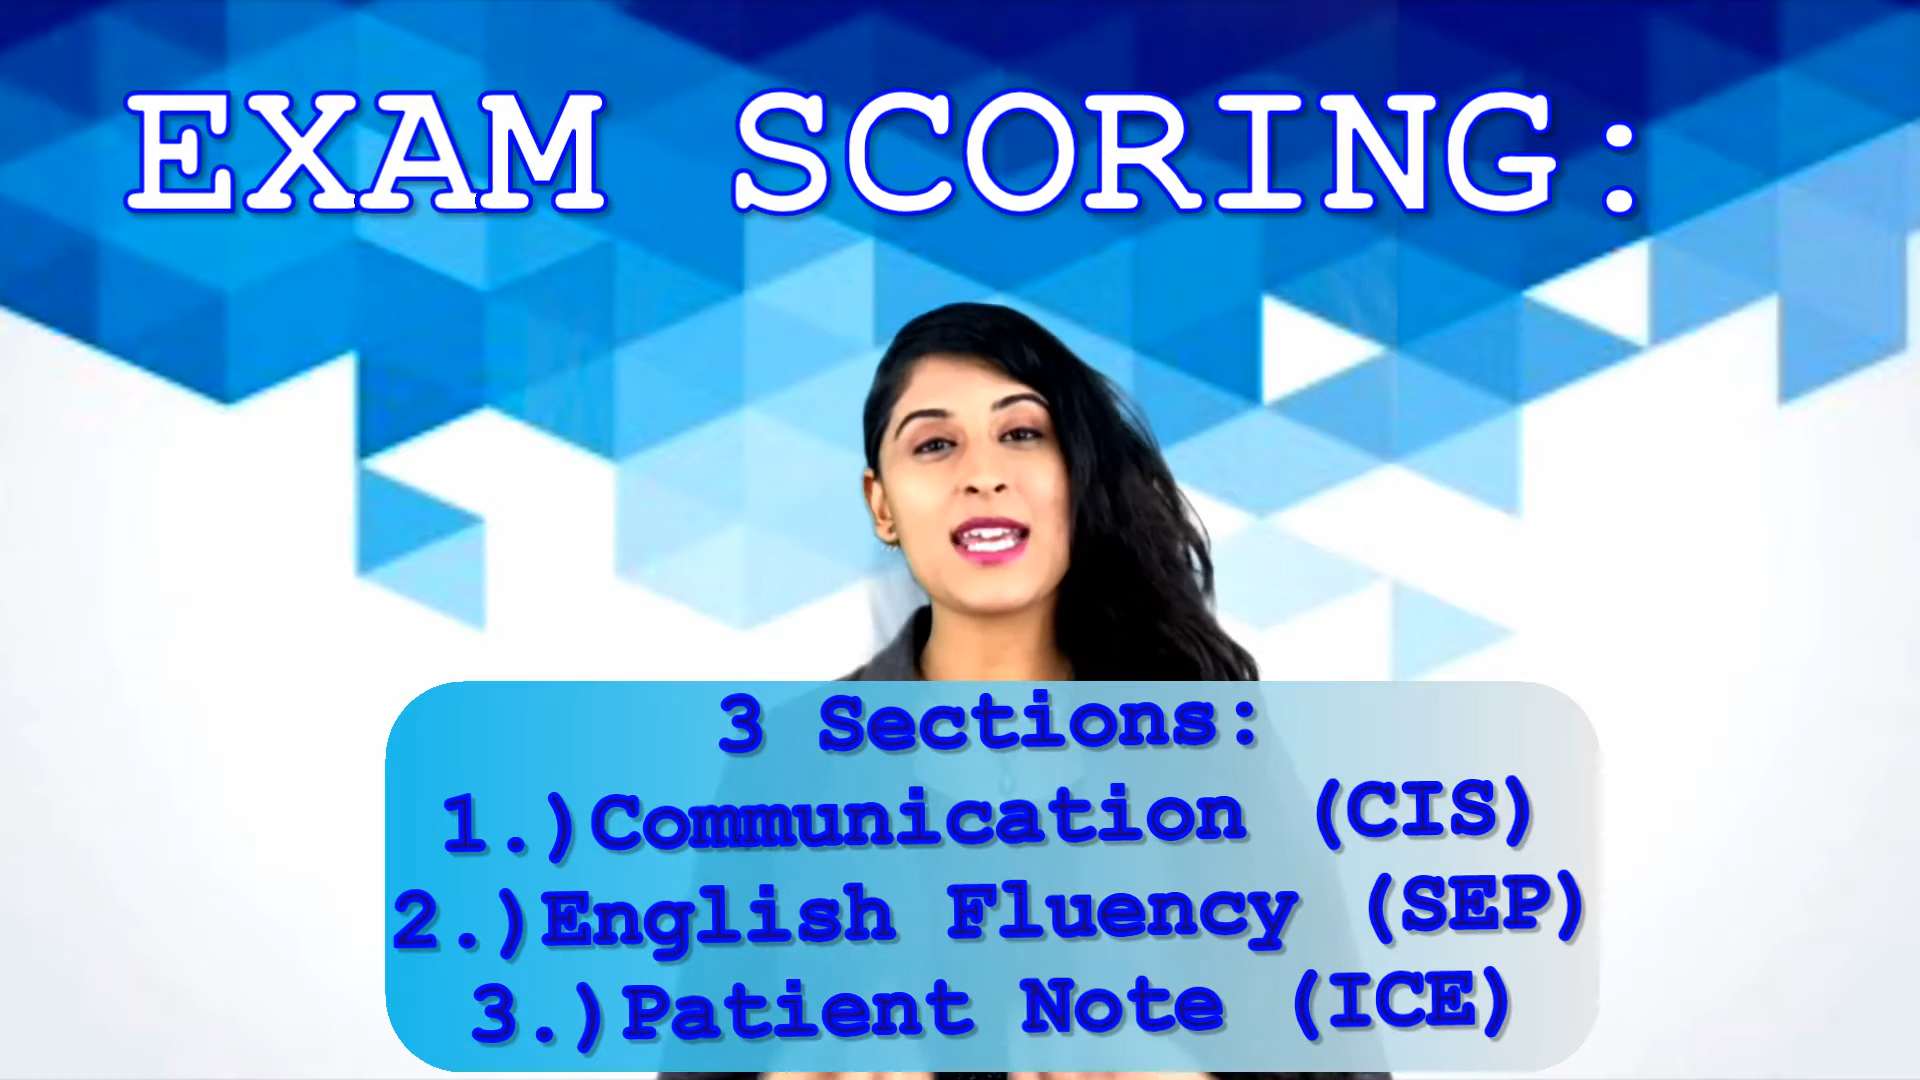 EXAM SCORING:
3 Sections:
1.)Communication (CIS)
2.)English Fluency (SEP)
3.)Patient Note (ICE)